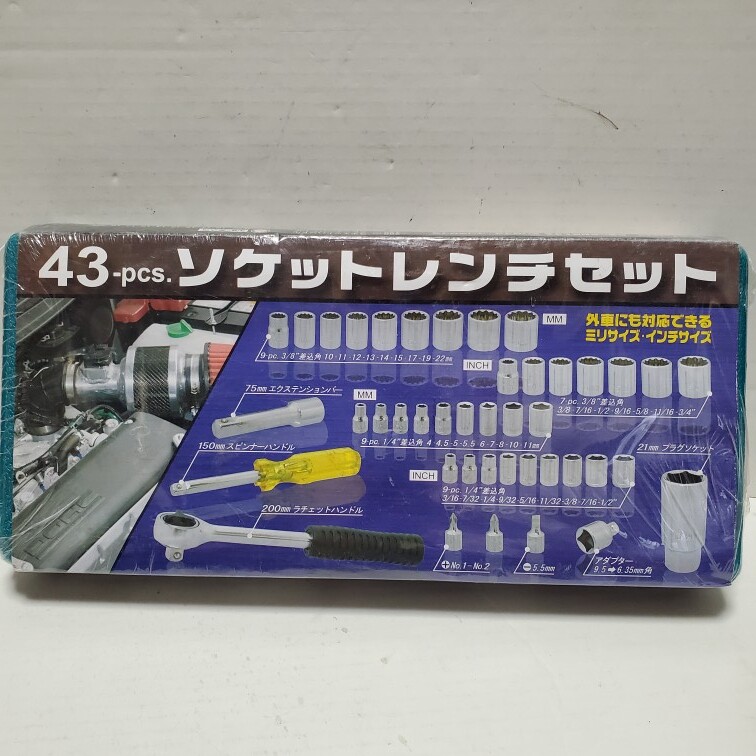 43-pcs. ソケットレンチセット
外車にも対応できる
ミリサイズ・インチサイズ
MM
9-pc. 3/8"差込角 10・11・12・13・14・15・17・19・22mm
INCH
7-pc. 3/8"差込角
3/8・7/16・1/2・9/16・5/8・11/16・3/4"
75mm エクステンションバー
MM
9-pc. 1/4"差込角 4・4.5・5・5.5・6・7・8・10・11mm
21mm プラグソケット
150mm スピンナーハンドル
INCH
9-pc. 1/4"差込角
3/16・7/32・1/4・9/32・5/16・11/32・3/8・7/16・1/2"
200mm ラチェットハンドル
No.1・No.2
5.5mm
アダプター
9.5➡6.35mm角